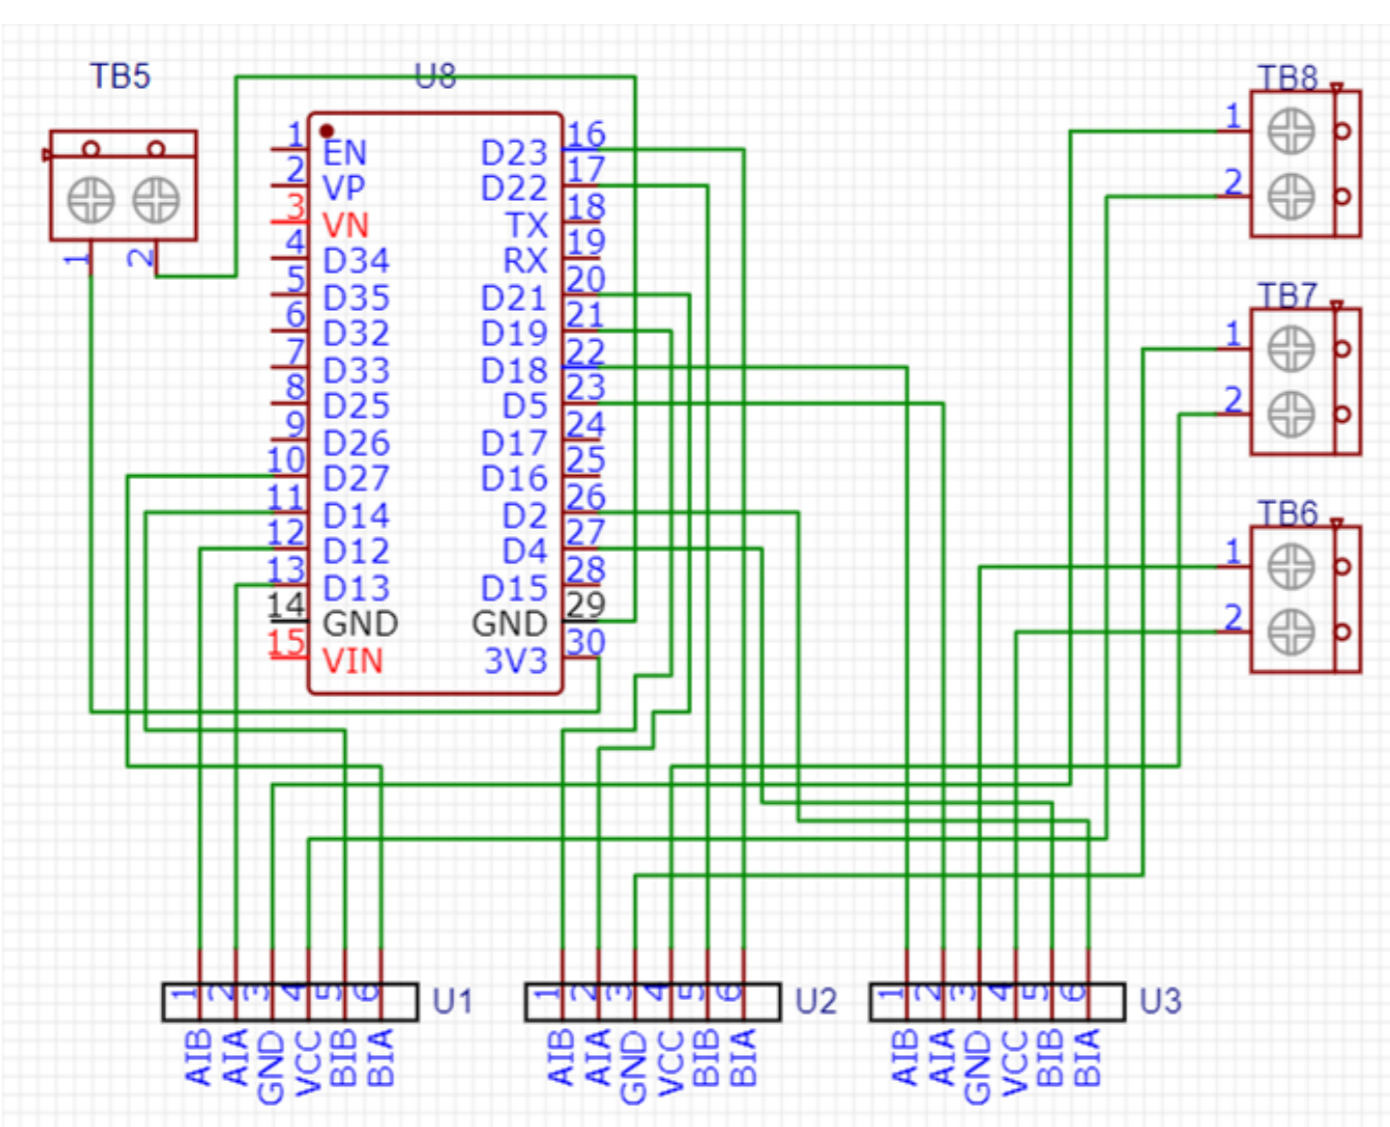 TB5
U8
TB8
1
2
1 EN
2 VP
3 VN
4 D34
5 D35
6 D32
7 D33
8 D25
9 D26
10 D27
11 D14
12 D12
13 D13
14 GND
15 VIN
D23 16
D22 17
TX 18
RX 19
D21 20
D19 21
D18 22
D5 23
D17 24
D16 25
D2 26
D4 27
D15 28
GND 29
3V3 30
1
2
TB7
1
2
TB6
1
2
1 2 3 4 5 6 U1
AIB AIA GND VCC BIB BIA
1 2 3 4 5 6 U2
AIB AIA GND VCC BIB BIA
1 2 3 4 5 6 U3
AIB AIA GND VCC BIB BIA